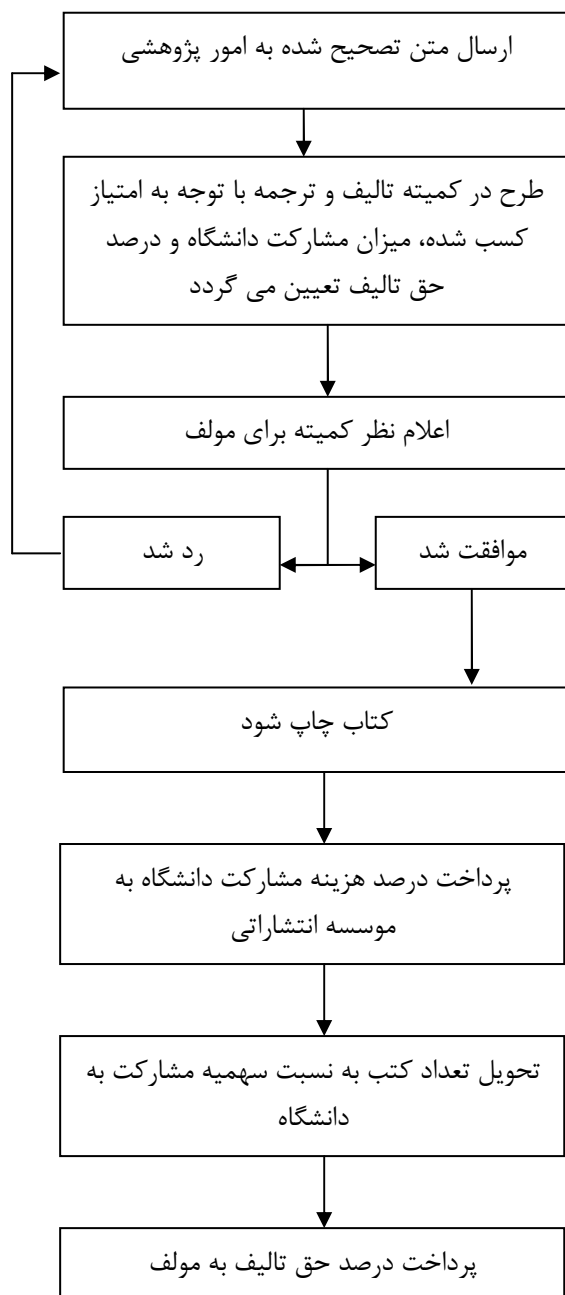 ارسال متن تصحیح شده به امور پژوهشی
طرح در کمیته تالیف و ترجمه با توجه به امتیاز
کسب شده، میزان مشارکت دانشگاه و درصد
حق تالیف تعیین می گردد
اعلام نظر کمیته برای مولف
موافقت شد
رد شد
کتاب چاپ شود
پرداخت درصد هزینه مشارکت دانشگاه به
موسسه انتشاراتی
تحویل تعداد کتب به نسبت سهمیه مشارکت به
دانشگاه
پرداخت درصد حق تالیف به مولف